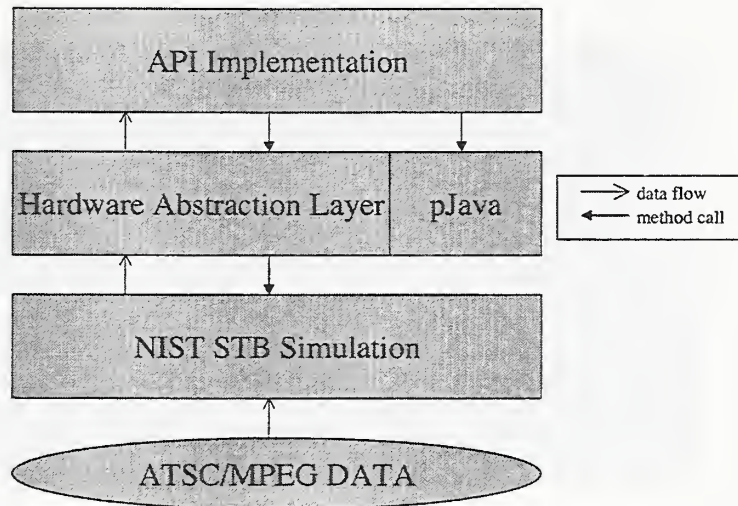 API Implementation
Hardware Abstraction Layer
pJava
data flow
method call
NIST STB Simulation
ATSC/MPEG DATA